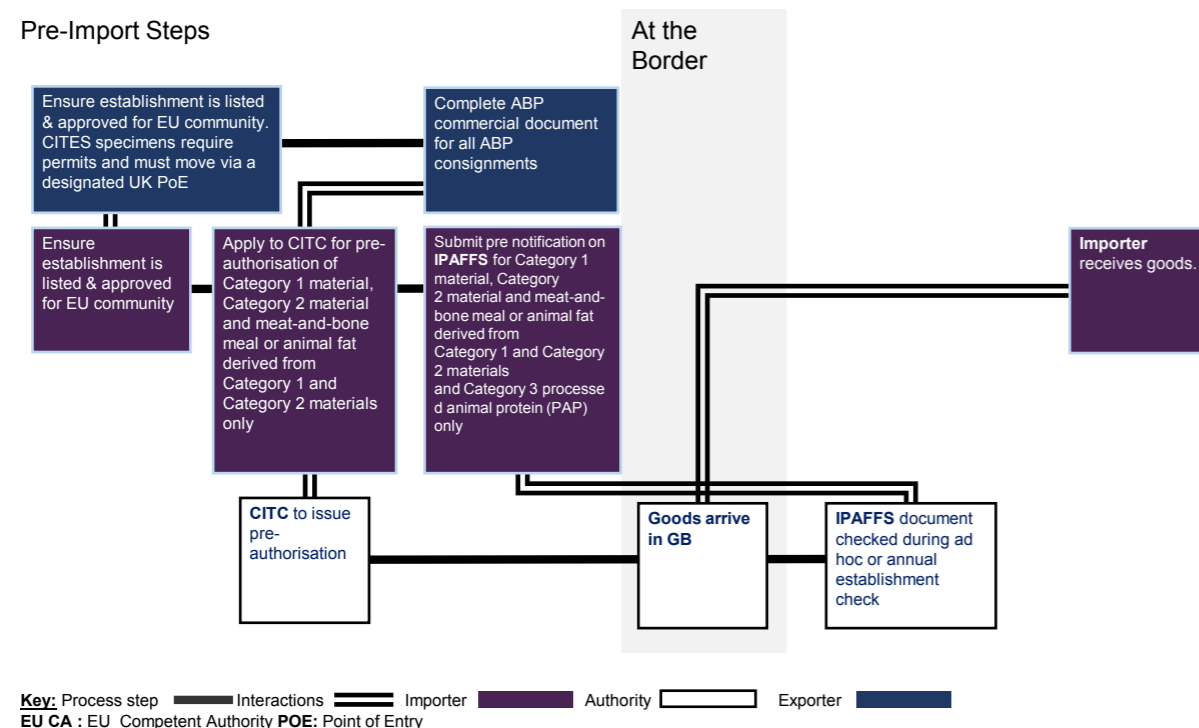 Pre-Import Steps
At the
Border
Ensure establishment is listed
& approved for EU community.
CITES specimens require
permits and must move via a
designated UK PoE
Complete ABP
commercial document
for all ABP
consignments
Ensure
establishment is
listed & approved
for EU community
Apply to CITC for pre-
authorisation of
Category 1 material,
Category 2 material
and meat-and-bone
meal or animal fat
derived from
Category 1 and
Category 2 materials
only
Submit pre notification on
IPAFFS for Category 1
material, Category
2 material and meat-and-
bone meal or animal fat
derived from
Category 1 and Category
2 materials
and Category 3 processe
d animal protein (PAP)
only
Importer
receives goods.
CITC to issue
pre-
authorisation
Goods arrive
in GB
IPAFFS document
checked during ad
hoc or annual
establishment
check
Key: Process step Interactions Importer Authority Exporter
EU CA : EU Competent Authority POE: Point of Entry